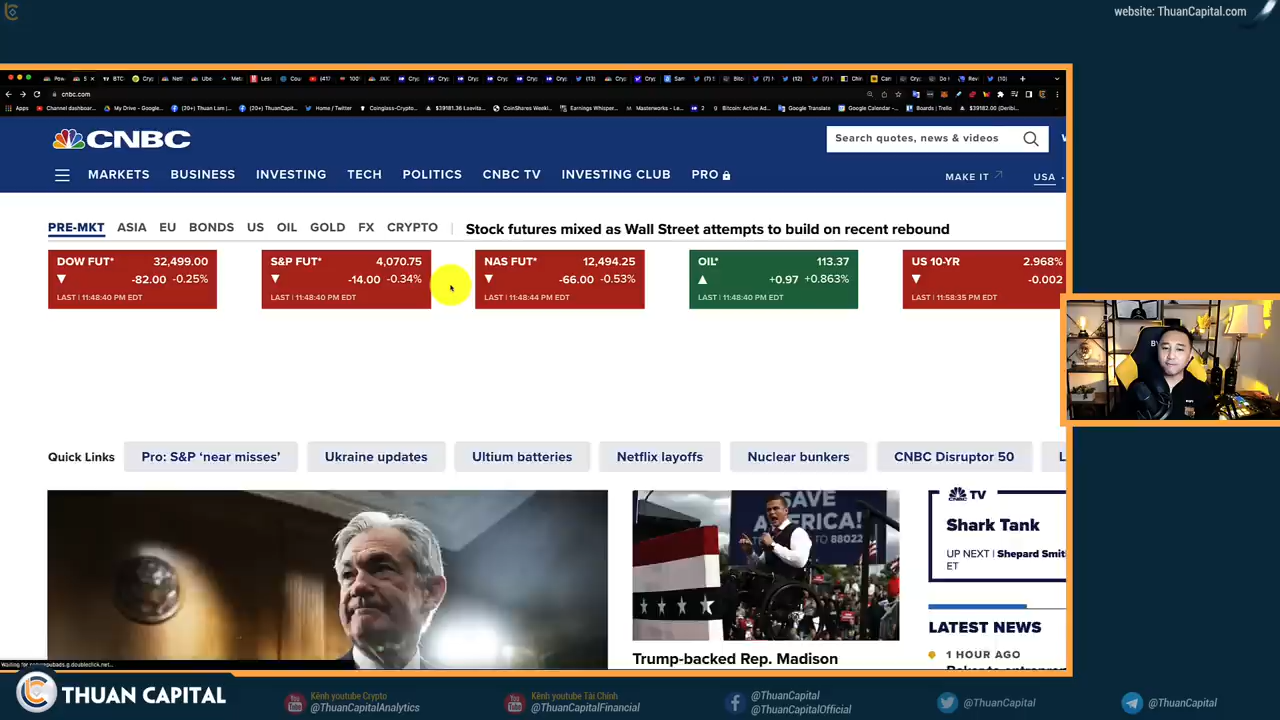 website: ThuanCapital.com
cnbc.com
CNBC
Search quotes, news & videos
MARKETS BUSINESS INVESTING TECH POLITICS CNBC TV INVESTING CLUB PRO
MAKE IT USA
PRE-MKT ASIA EU BONDS US OIL GOLD FX CRYPTO
Stock futures mixed as Wall Street attempts to build on recent rebound
DOW FUT* 32,499.00
-82.00 -0.25%
LAST | 11:48:40 PM EDT
S&P FUT* 4,070.75
-14.00 -0.34%
LAST | 11:48:40 PM EDT
NAS FUT* 12,494.25
-66.00 -0.53%
LAST | 11:48:44 PM EDT
OIL* 113.37
+0.97 +0.863%
LAST | 11:48:40 PM EDT
US 10-YR 2.968%
-0.002
LAST | 11:58:35 PM EDT
Quick Links
Pro: S&P ‘near misses’
Ukraine updates
Ultium batteries
Netflix layoffs
Nuclear bunkers
CNBC Disruptor 50
SAVE
AMERICA!
TO 88022
Trump-backed Rep. Madison
TV
Shark Tank
UP NEXT | Shepard Smit
ET
LATEST NEWS
1 HOUR AGO
THUAN CAPITAL
Kênh youtube Crypto
@ThuanCapitalAnalytics
Kênh youtube Tài Chính
@ThuanCapitalFinancial
@ThuanCapital
@ThuanCapitalOfficial
@ThuanCapital
@ThuanCapital